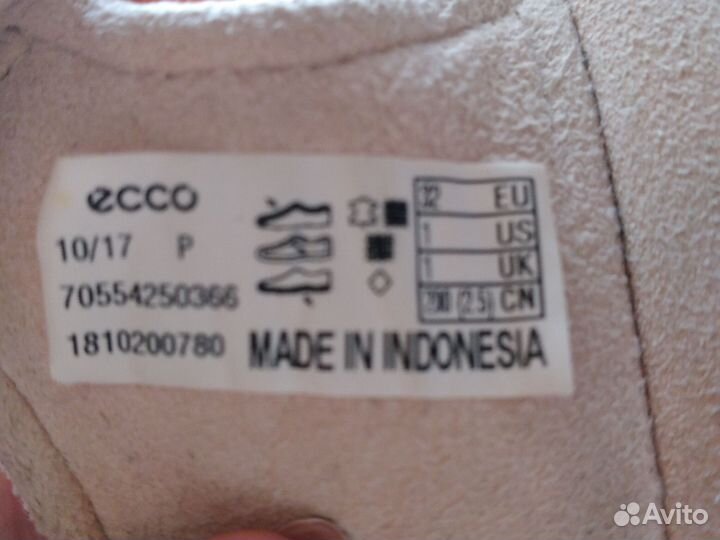 ecco
10/17 P
70554250366
1810200780
32 EU
1 US
1 UK
200 (2.5) CN
MADE IN INDONESIA
Avito